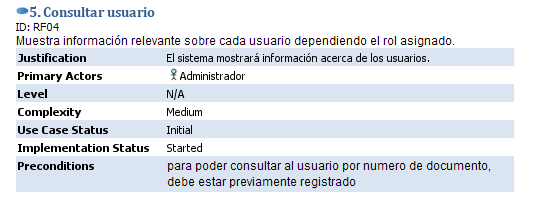 5. Consultar usuario
ID: RF04
Muestra información relevante sobre cada usuario dependiendo el rol asignado.
Justification El sistema mostrará información acerca de los usuarios.
Primary Actors Administrador
Level N/A
Complexity Medium
Use Case Status Initial
Implementation Status Started
Preconditions para poder consultar al usuario por numero de documento,
debe estar previamente registrado